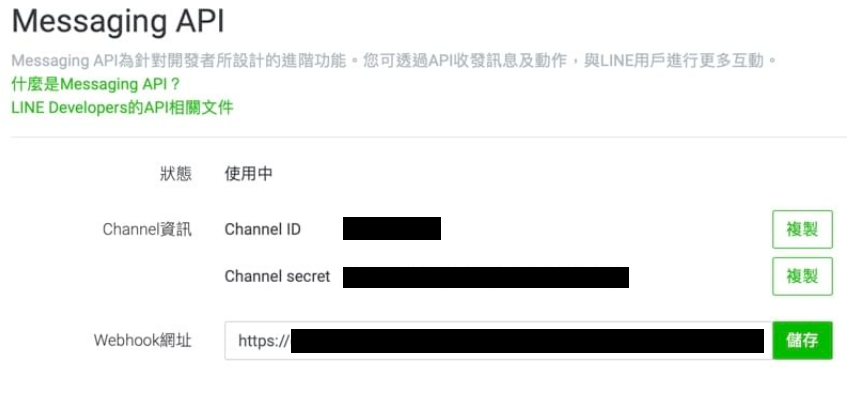 Messaging API
Messaging API為針對開發者所設計的進階功能。您可透過API收發訊息及動作，與LINE用戶進行更多互動。
什麼是Messaging API？
LINE Developers的API相關文件
狀態 使用中
Channel資訊 Channel ID 複製
Channel secret 複製
Webhook網址 https:// 儲存